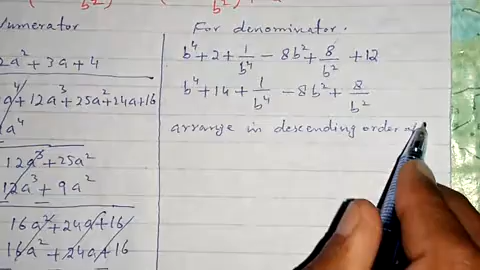 Numerator
2a² + 3a + 4
a⁴ + 12a³ + 25a² + 24a + 16
a⁴
12a³ + 25a²
12a³ + 9a²
16a² + 24a + 16
16a² + 24a + 16
For denominator.
b⁴ + 2 + 1/b⁴ - 8b² + 8/b² + 12
b⁴ + 14 + 1/b⁴ - 8b² + 8/b²
arrange in descending order